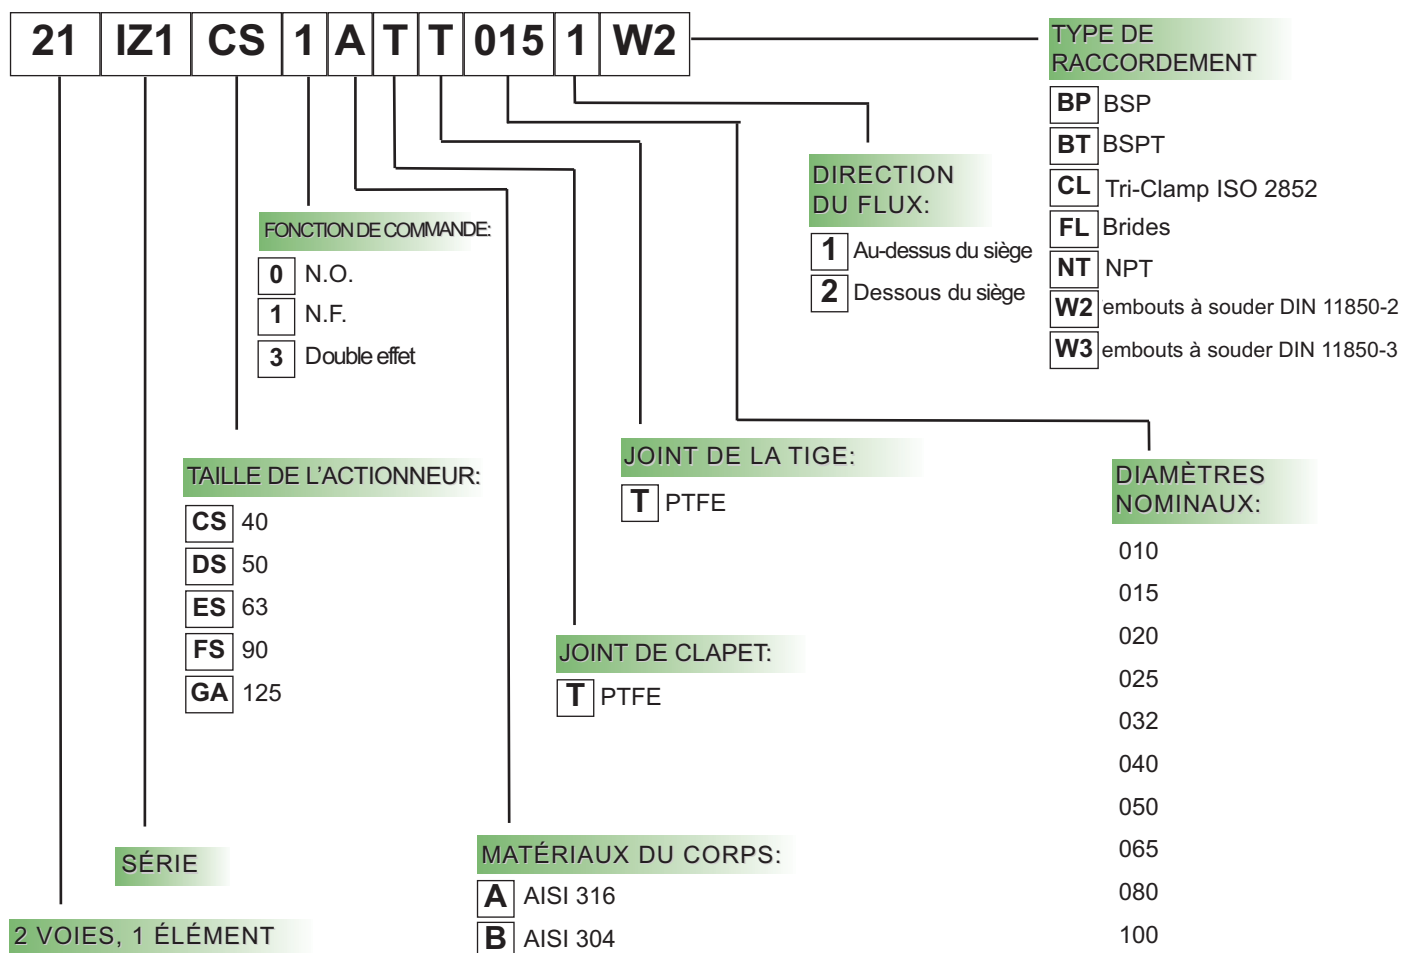 21 IZ1 CS 1 A T T 015 1 W2
TYPE DE
RACCORDEMENT
BP BSP
BT BSPT
CL Tri-Clamp ISO 2852
FL Brides
NT NPT
W2 embouts à souder DIN 11850-2
W3 embouts à souder DIN 11850-3
DIRECTION
DU FLUX:
1 Au-dessus du siège
2 Dessous du siège
FONCTION DE COMMANDE:
0 N.O.
1 N.F.
3 Double effet
TAILLE DE L'ACTIONNEUR:
CS 40
DS 50
ES 63
FS 90
GA 125
JOINT DE LA TIGE:
T PTFE
DIAMÈTRES
NOMINAUX:
010
015
020
025
032
040
050
065
080
100
JOINT DE CLAPET:
T PTFE
MATÉRIAUX DU CORPS:
A AISI 316
B AISI 304
SÉRIE
2 VOIES, 1 ÉLÉMENT